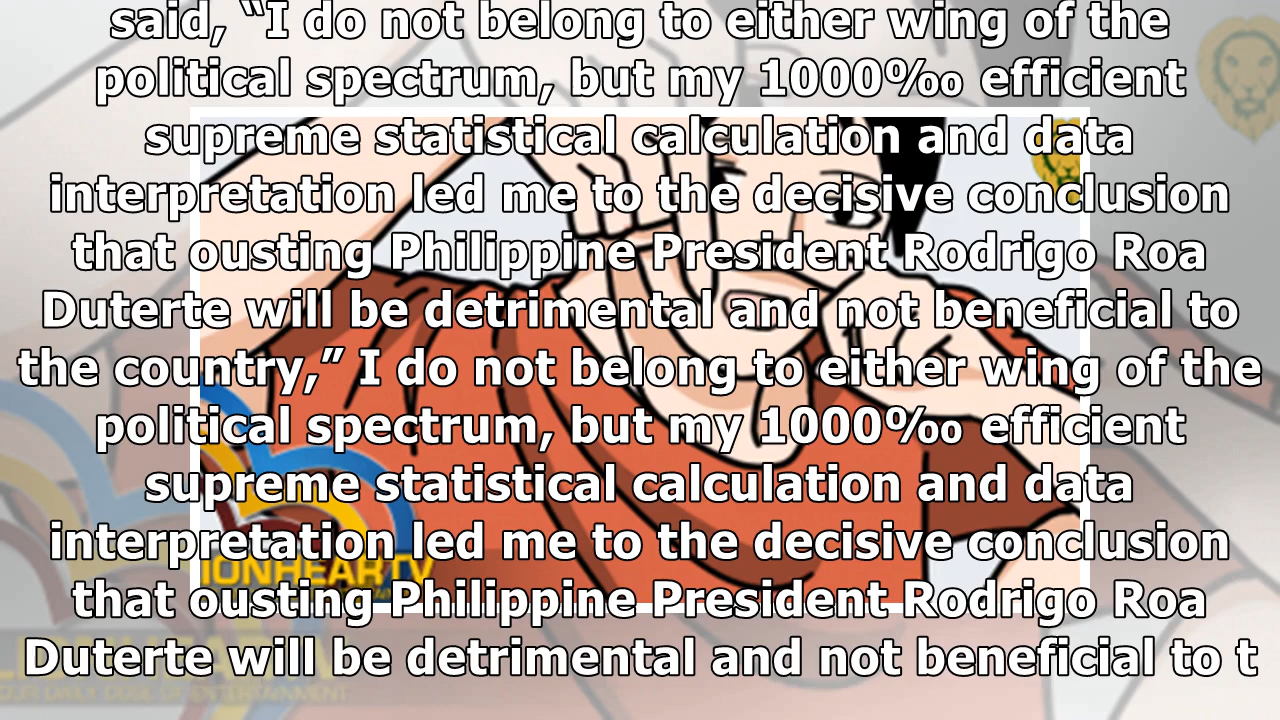 said, “I do not belong to either wing of the
political spectrum, but my 1000‰ efficient
supreme statistical calculation and data
interpretation led me to the decisive conclusion
that ousting Philippine President Rodrigo Roa
Duterte will be detrimental and not beneficial to
the country,” I do not belong to either wing of the
political spectrum, but my 1000‰ efficient
supreme statistical calculation and data
interpretation led me to the decisive conclusion
that ousting Philippine President Rodrigo Roa
Duterte will be detrimental and not beneficial to t
LIONHEARTV